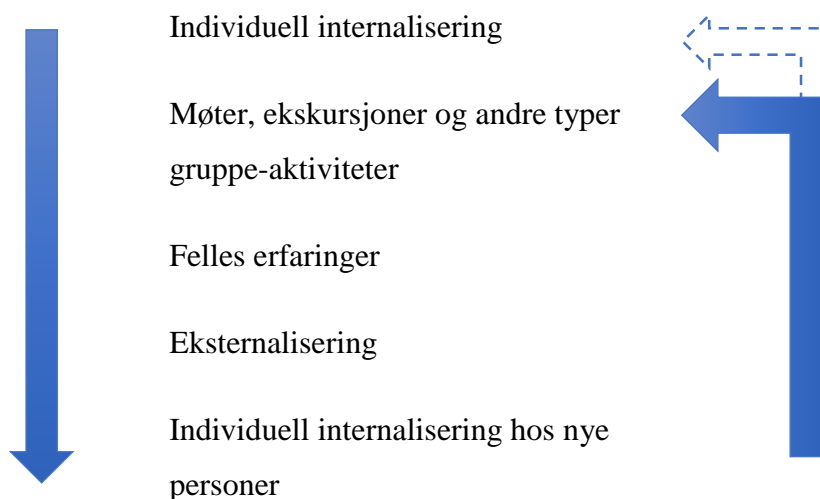 Individuell internalisering
Møter, ekskursjoner og andre typer
gruppe-aktiviteter
Felles erfaringer
Eksternalisering
Individuell internalisering hos nye
personer